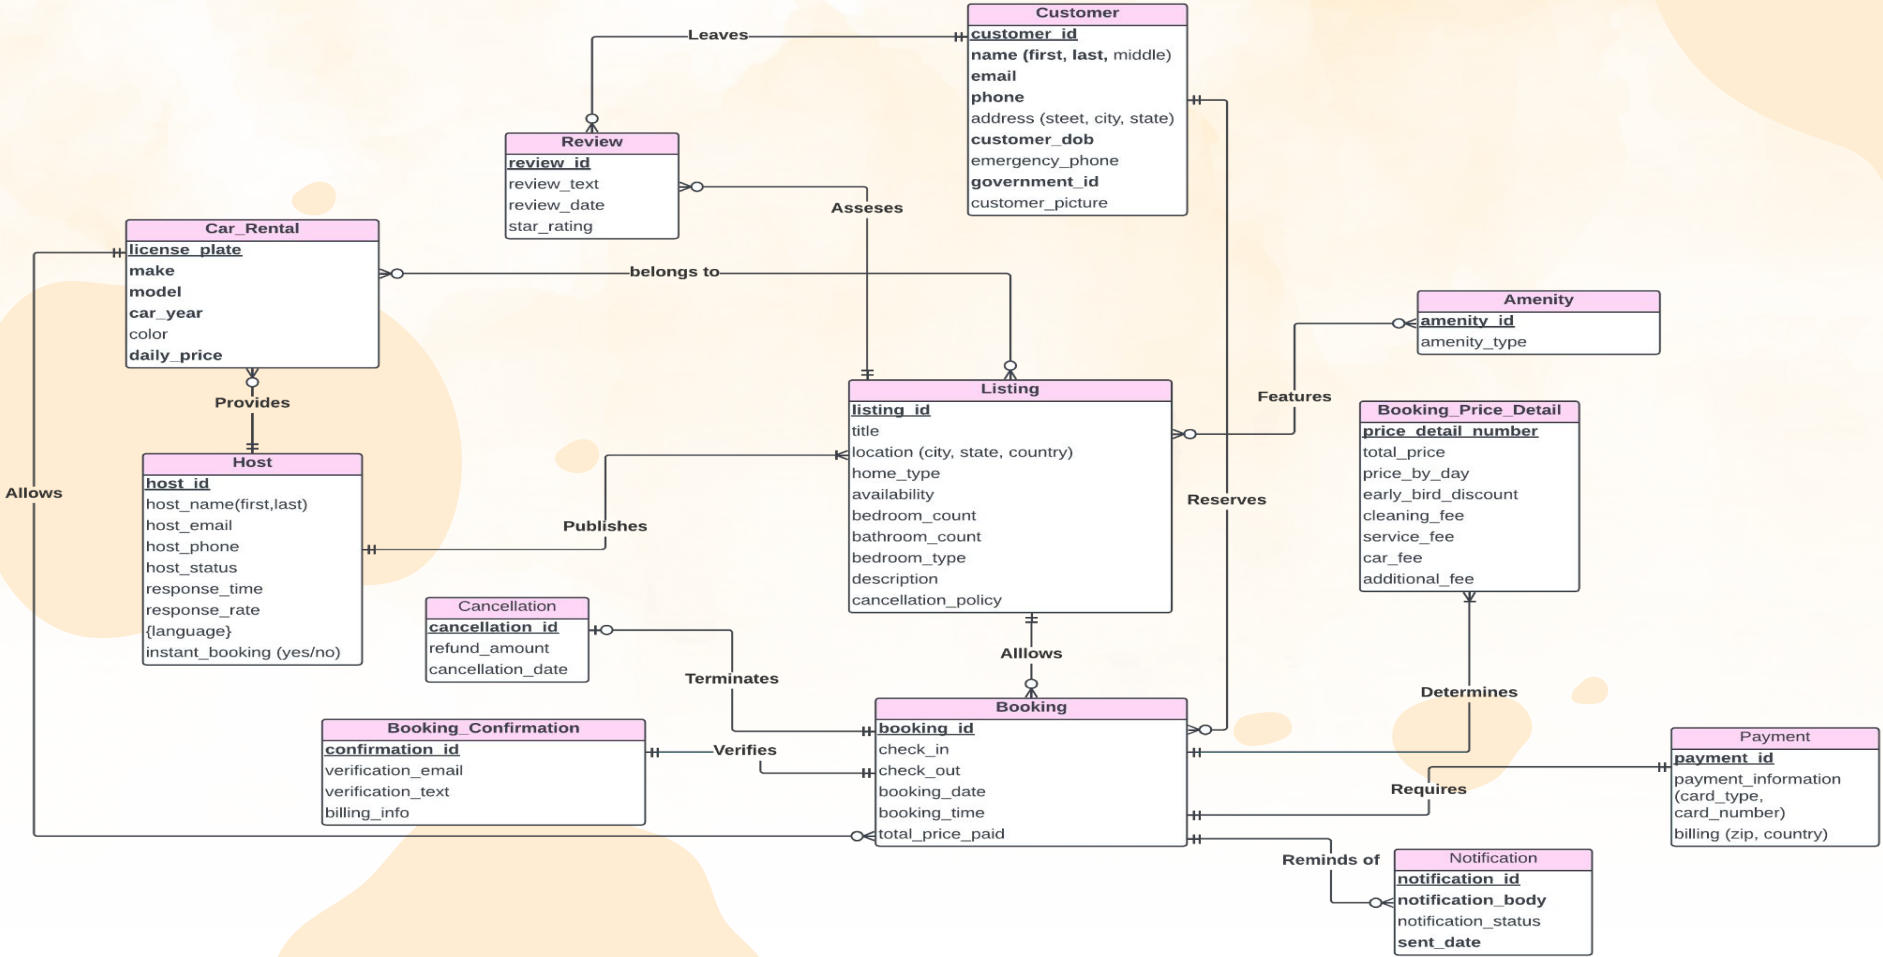 Customer
customer_id
name (first, last, middle)
email
phone
address (steet, city, state)
customer_dob
emergency_phone
government_id
customer_picture
Leaves
Review
review_id
review_text
review_date
star_rating
Asseses
Car_Rental
license_plate
make
model
car_year
color
daily_price
belongs to
Amenity
amenity_id
amenity_type
Features
Listing
listing_id
title
location (city, state, country)
home_type
availability
bedroom_count
bathroom_count
bedroom_type
description
cancellation_policy
Booking_Price_Detail
price_detail_number
total_price
price_by_day
early_bird_discount
cleaning_fee
service_fee
car_fee
additional_fee
Provides
Host
host_id
host_name(first,last)
host_email
host_phone
host_status
response_time
response_rate
{language}
instant_booking (yes/no)
Allows
Publishes
Reserves
Cancellation
cancellation_id
refund_amount
cancellation_date
Terminates
Alllows
Determines
Booking_Confirmation
confirmation_id
verification_email
verification_text
billing_info
Verifies
Booking
booking_id
check_in
check_out
booking_date
booking_time
total_price_paid
Requires
Payment
payment_id
payment_information
(card_type,
card_number)
billing (zip, country)
Reminds of
Notification
notification_id
notification_body
notification_status
sent_date